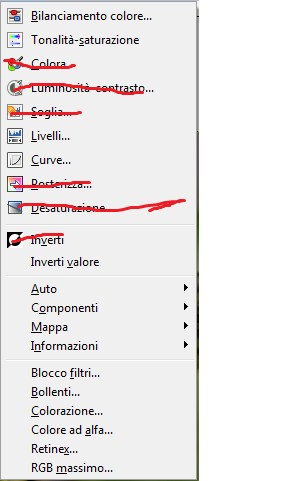 Bilanciamento colore...
Tonalità-saturazione
Colora...
Luminosità-contrasto...
Soglia...
Livelli...
Curve...
Posterizza...
Desaturazione...
Inverti
Inverti valore
Auto
Componenti
Mappa
Informazioni
Blocco filtri...
Bollenti...
Colorazione...
Colore ad alfa...
Retinex...
RGB massimo...